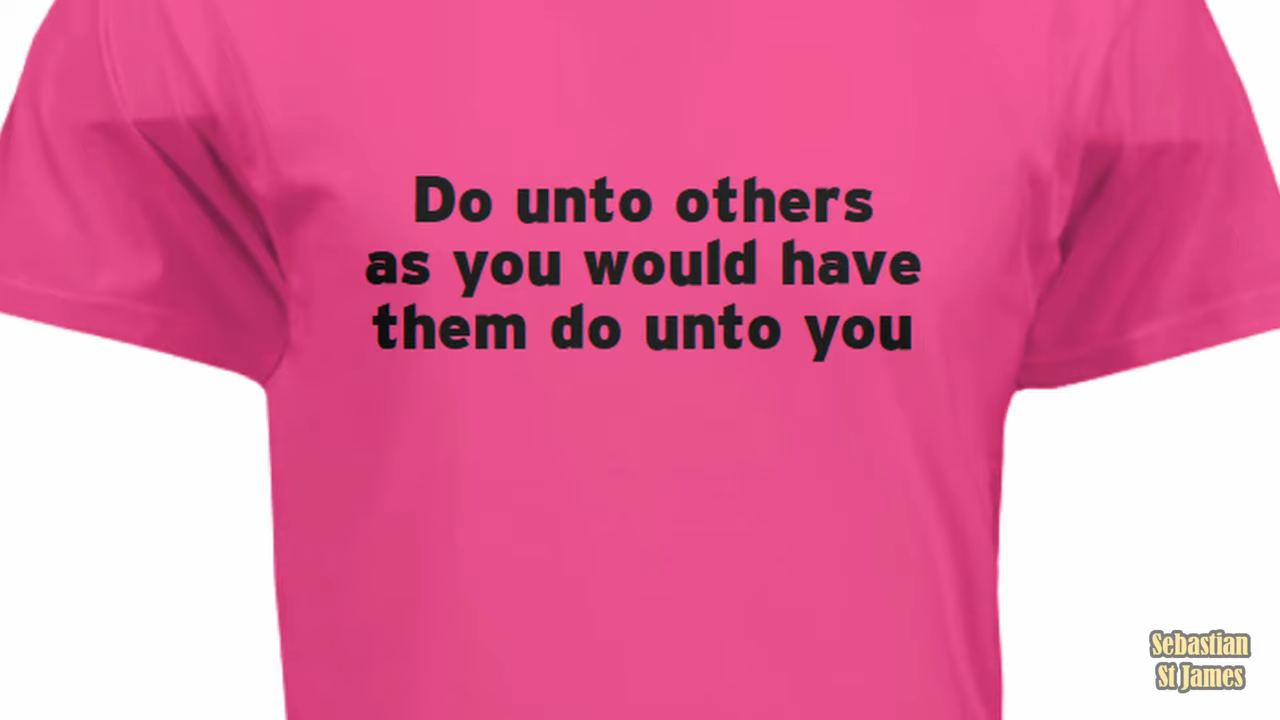 Do unto others
as you would have
them do unto you
Sebastian
St James